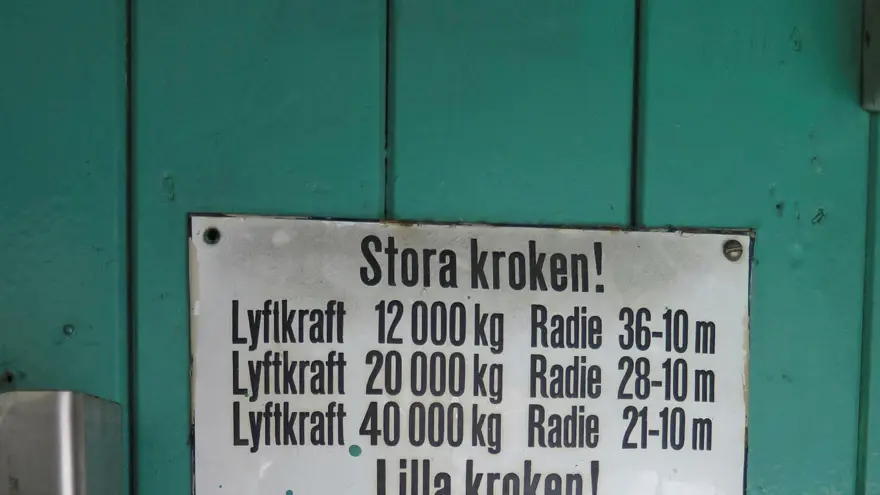 Stora kroken!
Lyftkraft 12 000 kg Radie 36-10 m
Lyftkraft 20 000 kg Radie 28-10 m
Lyftkraft 40 000 kg Radie 21-10 m
Lilla kroken!